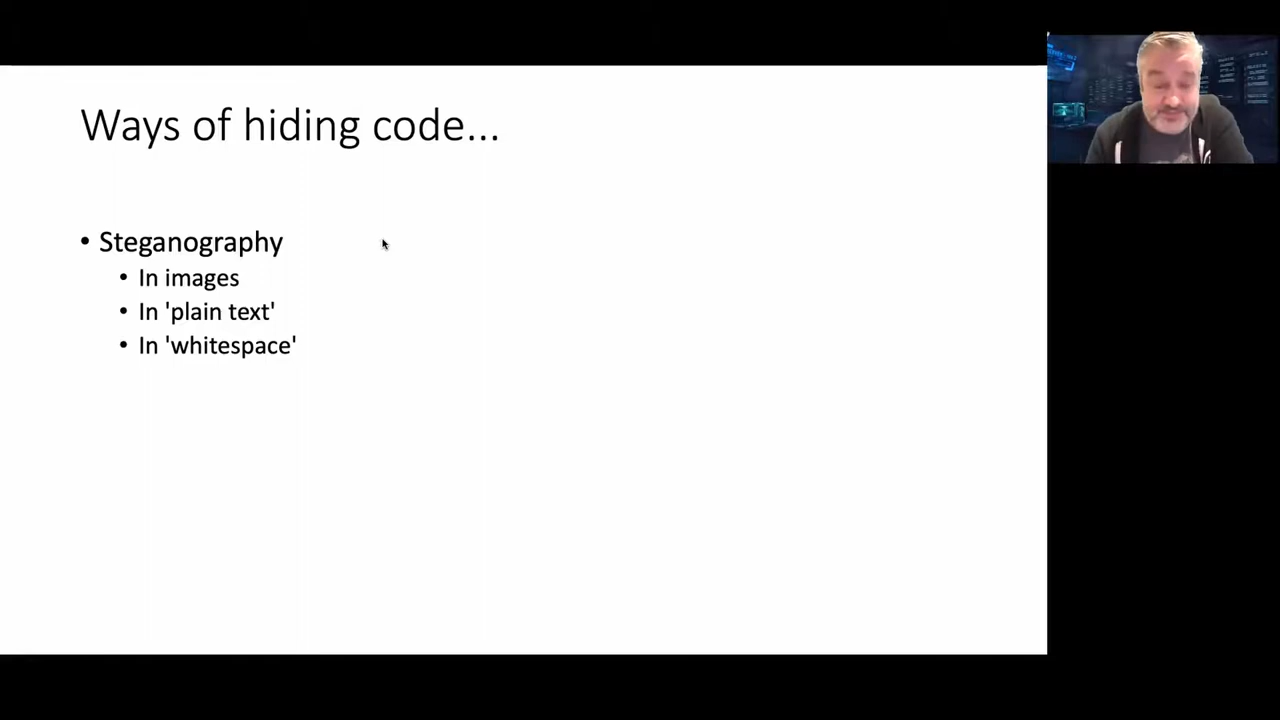 Ways of hiding code...
• Steganography
• In images
• In 'plain text'
• In 'whitespace'